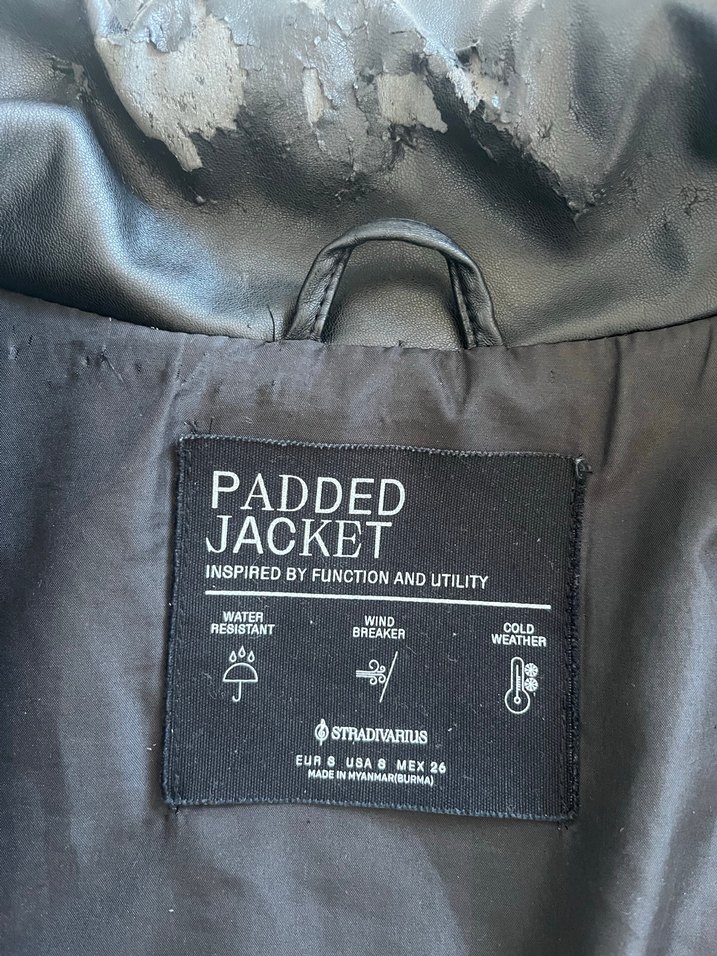 PADDED
JACKET
INSPIRED BY FUNCTION AND UTILITY
WATER
RESISTANT
WIND
BREAKER
COLD
WEATHER
STRADIVARIUS
EUR S USA S MEX 26
MADE IN MYANMAR(BURMA)